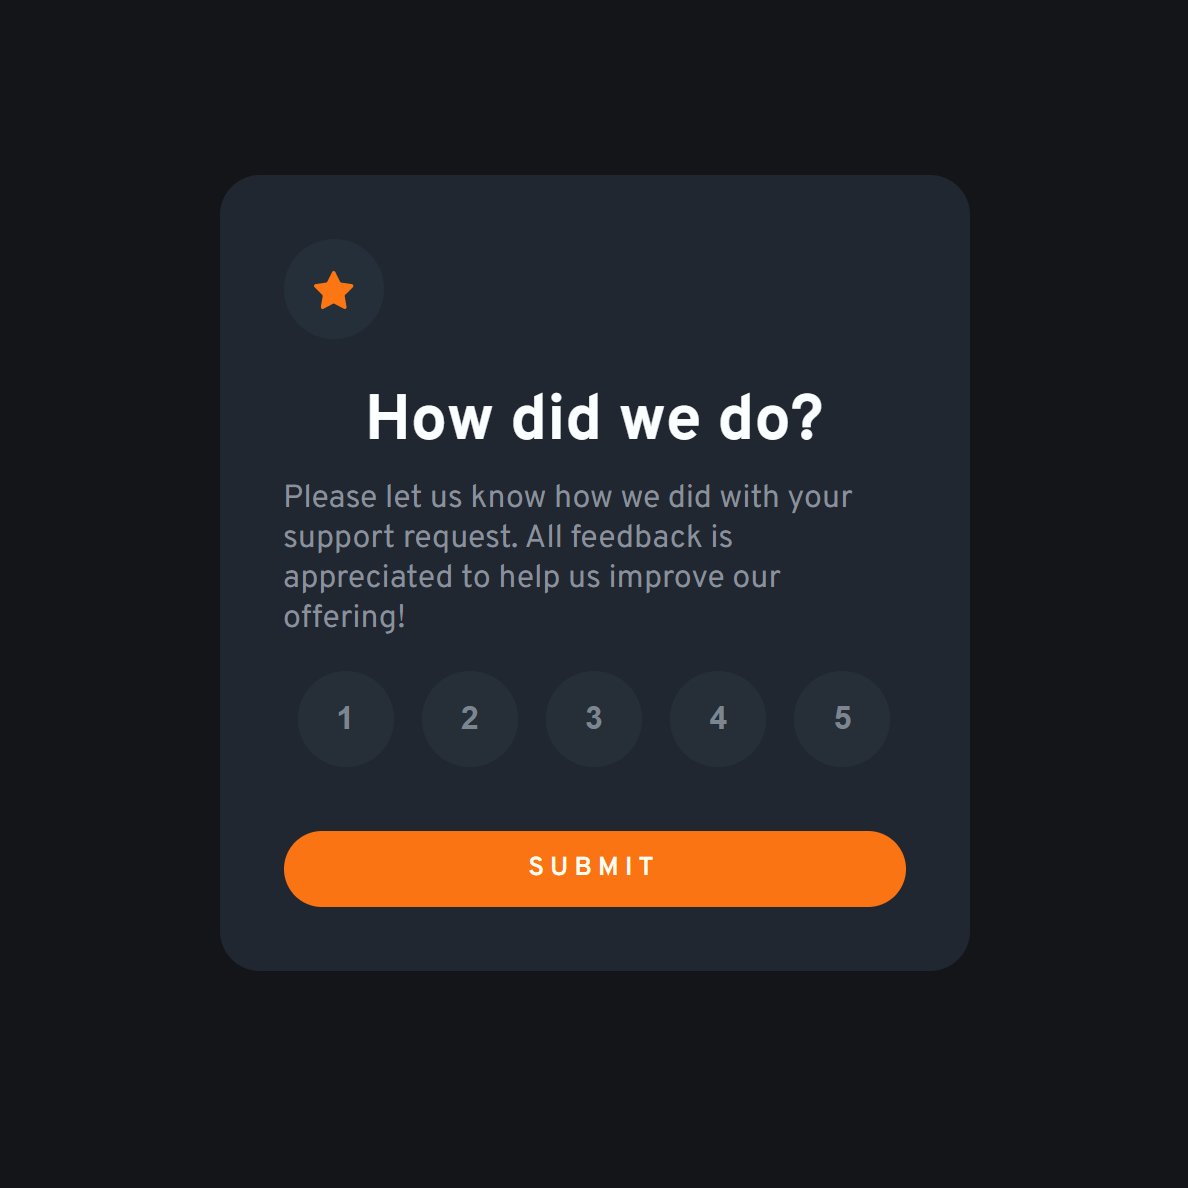 How did we do?
Please let us know how we did with your
support request. All feedback is
appreciated to help us improve our
offering!
1 2 3 4 5
SUBMIT